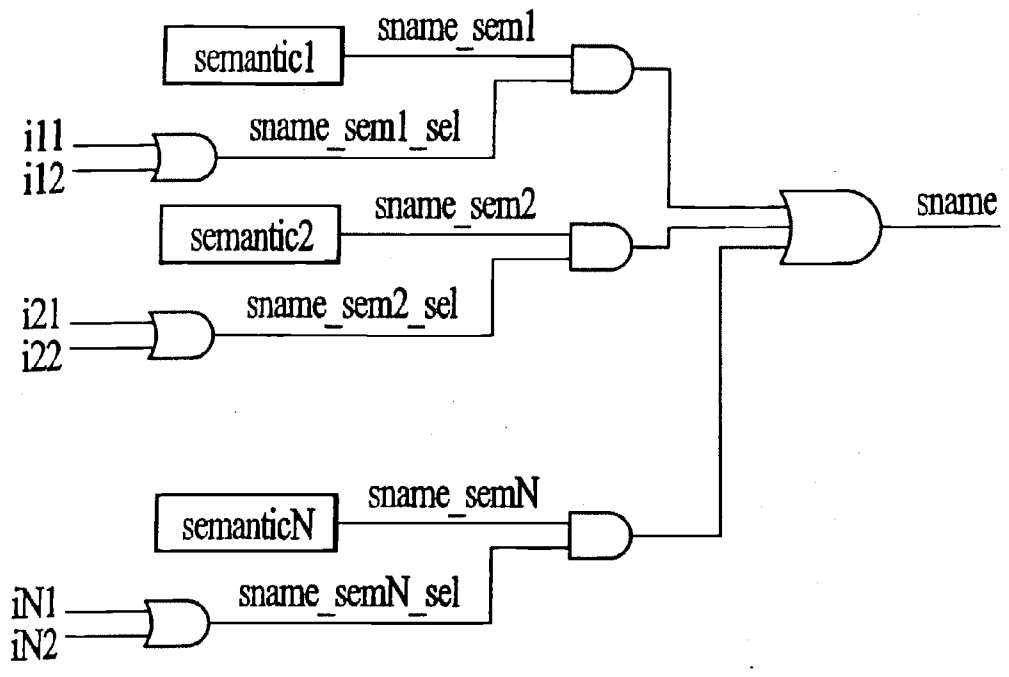 sname_sem1
semantic1
sname_sem1_sel
i11
i12
sname_sem2
semantic2
sname
sname_sem2_sel
i21
i22
sname_semN
semanticN
sname_semN_sel
iN1
iN2